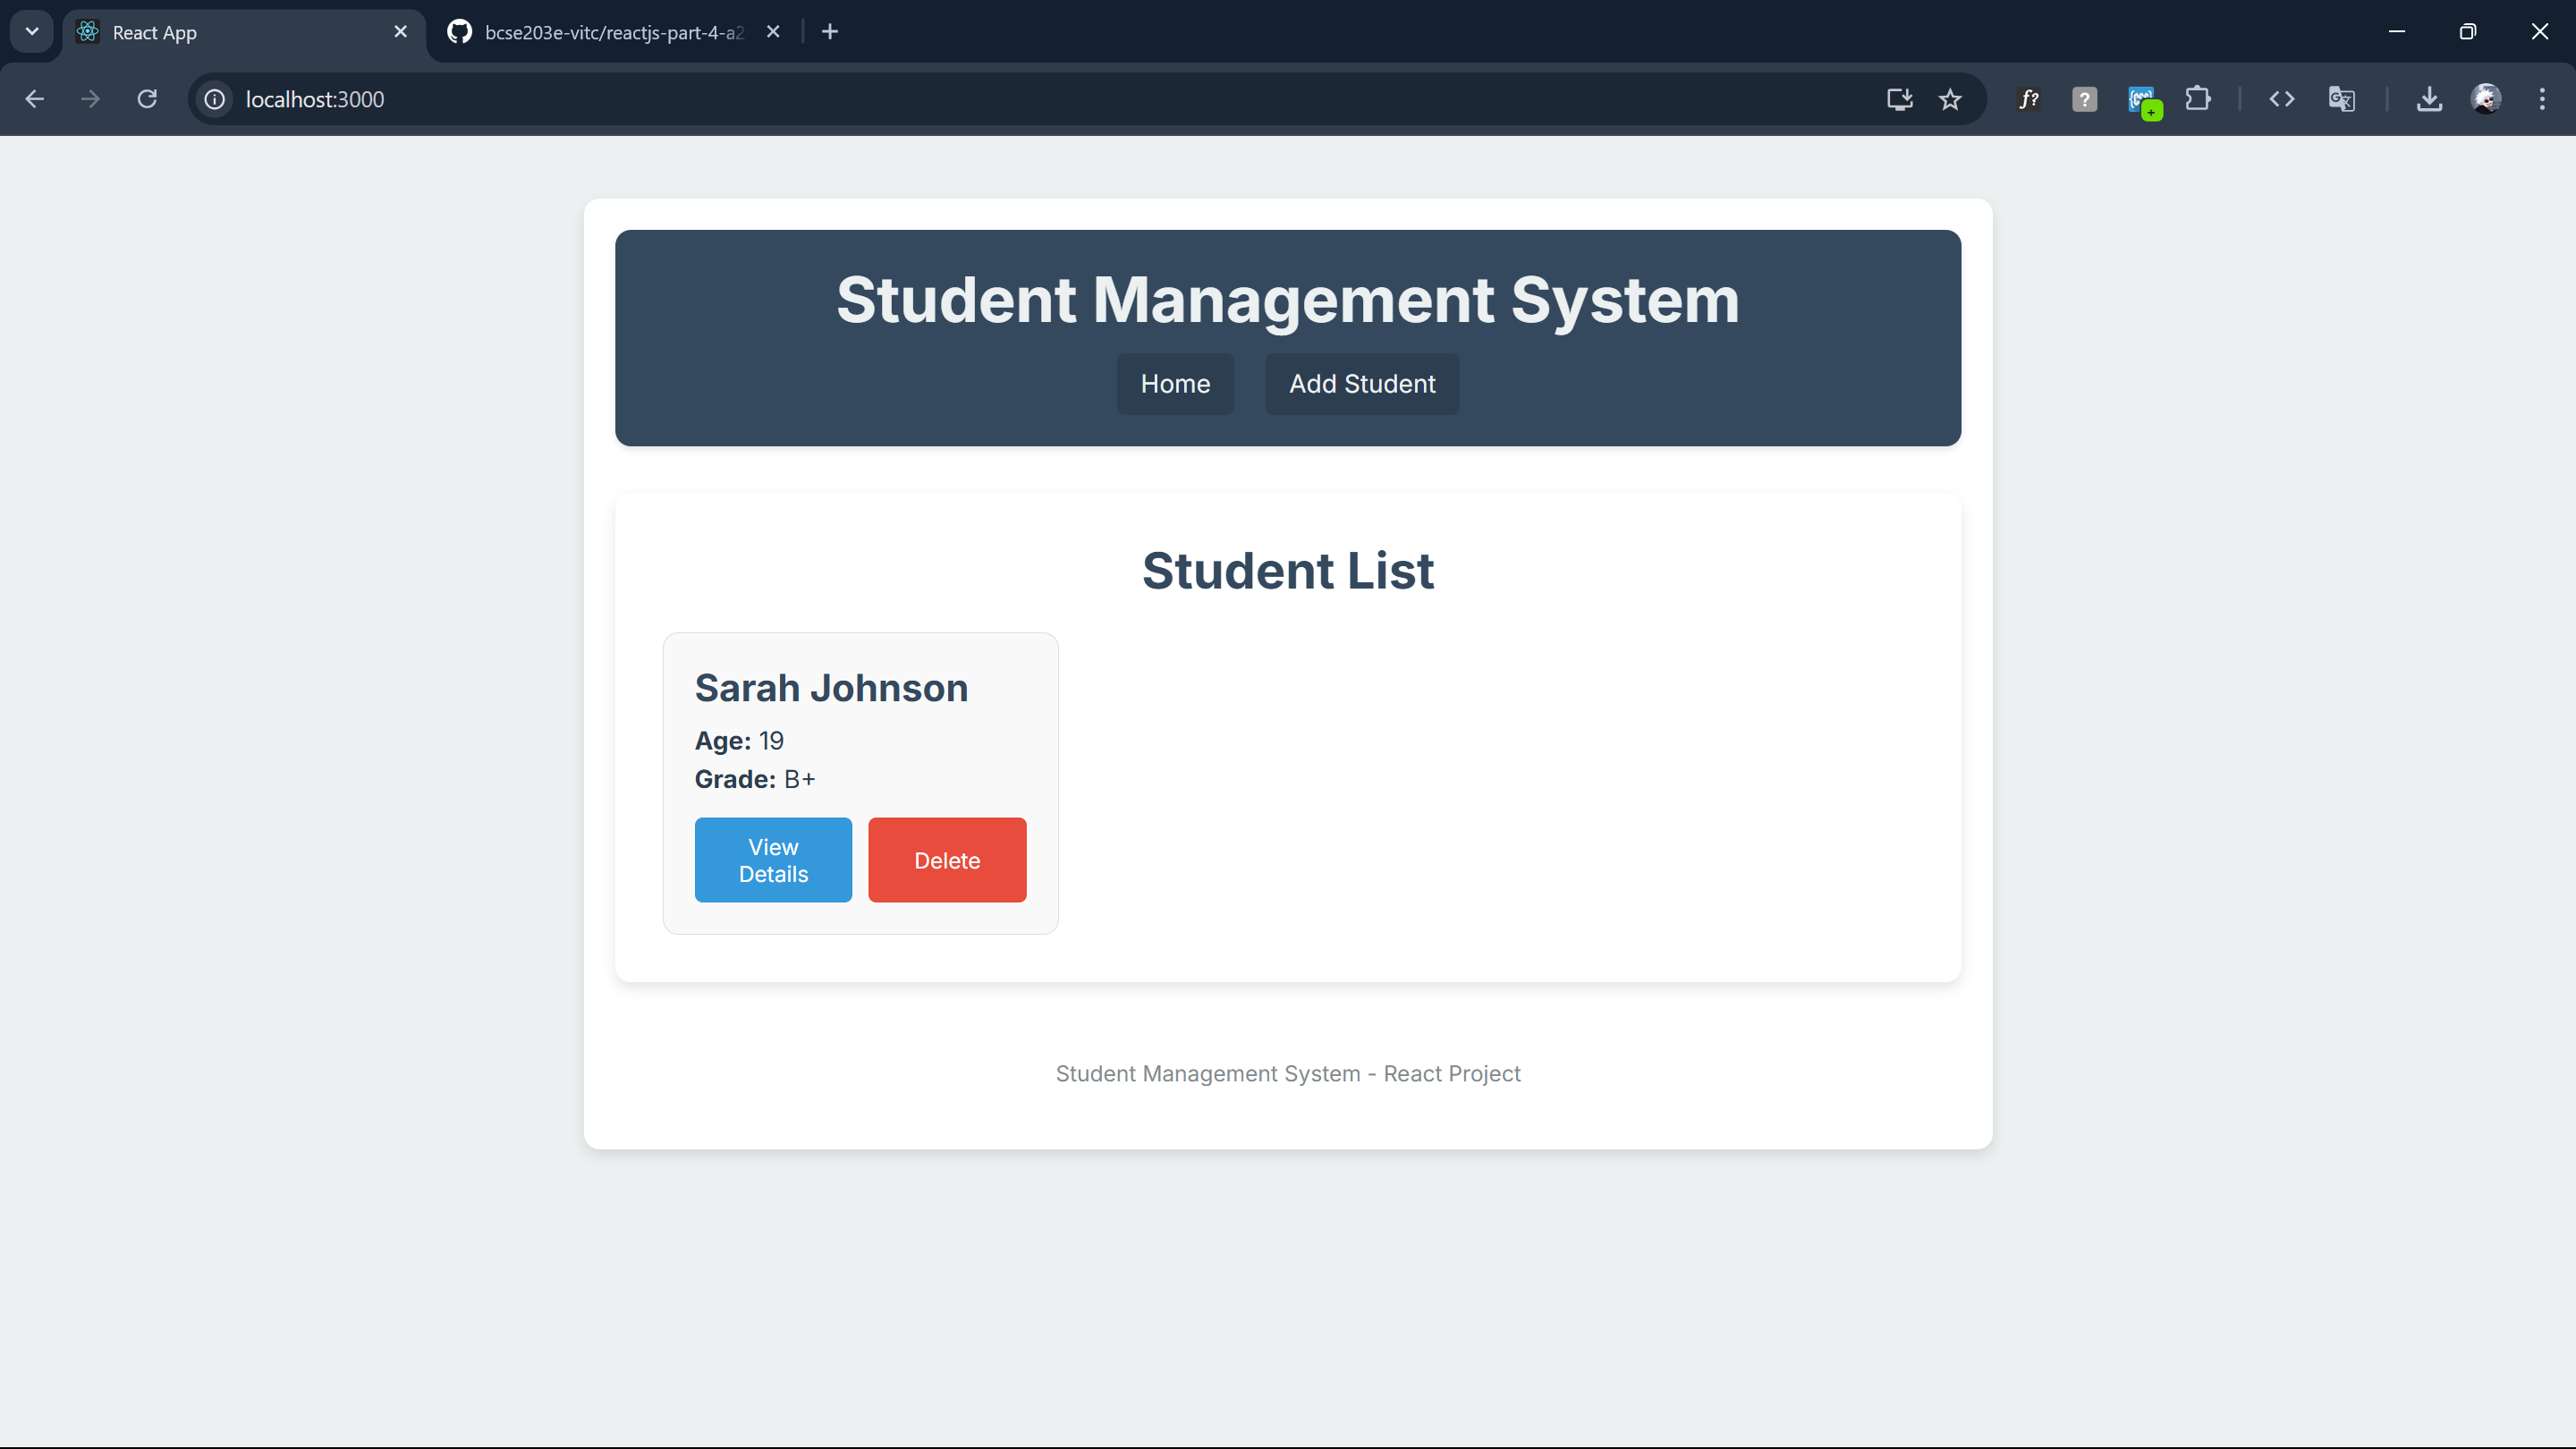 React App
bcse203e-vitc/reactjs-part-4-a2
localhost:3000
Student Management System
Home
Add Student
Student List
Sarah Johnson
Age: 19
Grade: B+
View
Details
Delete
Student Management System - React Project